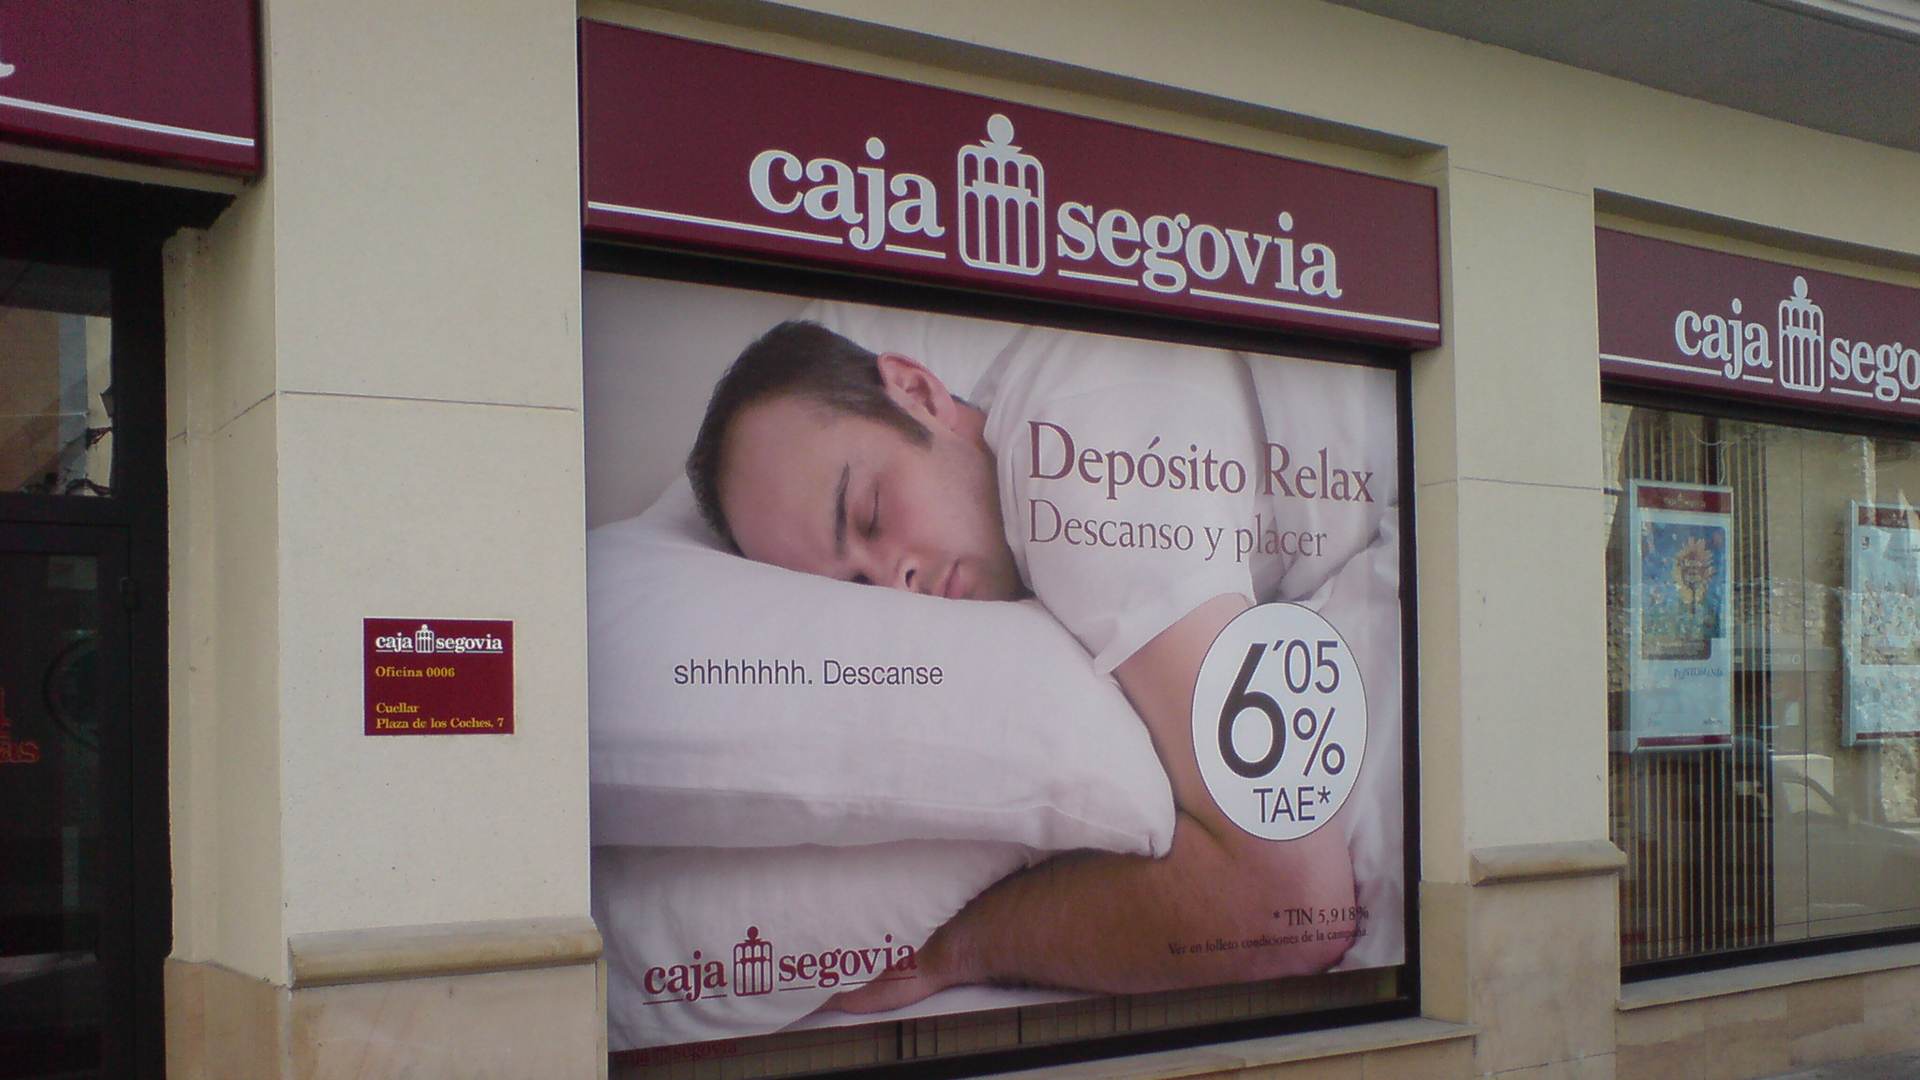 caja segovia
caja sego
Depósito Relax
Descanso y placer
shhhhhhh. Descanse
6´05
%
TAE*
* TIN 5,918%
Ver en folleto condiciones de la campaña.
caja segovia
caja segovia
Oficina 0006
Cuellar
Plaza de los Coches, 7